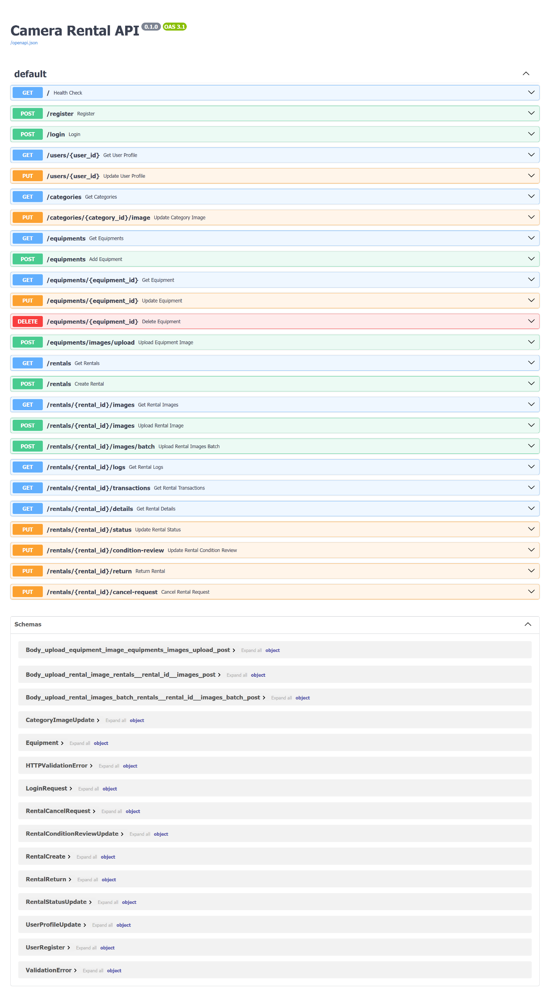 Camera Rental API 0.1.0 OAS 3.1
/openapi.json
default
GET / Health Check
POST /register Register
POST /login Login
GET /users/{user_id} Get User Profile
PUT /users/{user_id} Update User Profile
GET /categories Get Categories
PUT /categories/{category_id}/image Update Category Image
GET /equipments Get Equipments
POST /equipments Add Equipment
GET /equipments/{equipment_id} Get Equipment
PUT /equipments/{equipment_id} Update Equipment
DELETE /equipments/{equipment_id} Delete Equipment
POST /equipments/images/upload Upload Equipment Image
GET /rentals Get Rentals
POST /rentals Create Rental
GET /rentals/{rental_id}/images Get Rental Images
POST /rentals/{rental_id}/images Upload Rental Image
POST /rentals/{rental_id}/images/batch Upload Rental Images Batch
GET /rentals/{rental_id}/logs Get Rental Logs
GET /rentals/{rental_id}/transactions Get Rental Transactions
GET /rentals/{rental_id}/details Get Rental Details
PUT /rentals/{rental_id}/status Update Rental Status
PUT /rentals/{rental_id}/condition-review Update Rental Condition Review
PUT /rentals/{rental_id}/return Return Rental
PUT /rentals/{rental_id}/cancel-request Cancel Rental Request
Schemas
Body_upload_equipment_image_equipments_images_upload_post Expand all object
Body_upload_rental_image_rentals__rental_id__images_post Expand all object
Body_upload_rental_images_batch_rentals__rental_id__images_batch_post Expand all object
CategoryImageUpdate Expand all object
Equipment Expand all object
HTTPValidationError Expand all object
LoginRequest Expand all object
RentalCancelRequest Expand all object
RentalConditionReviewUpdate Expand all object
RentalCreate Expand all object
RentalReturn Expand all object
RentalStatusUpdate Expand all object
UserProfileUpdate Expand all object
UserRegister Expand all object
ValidationError Expand all object